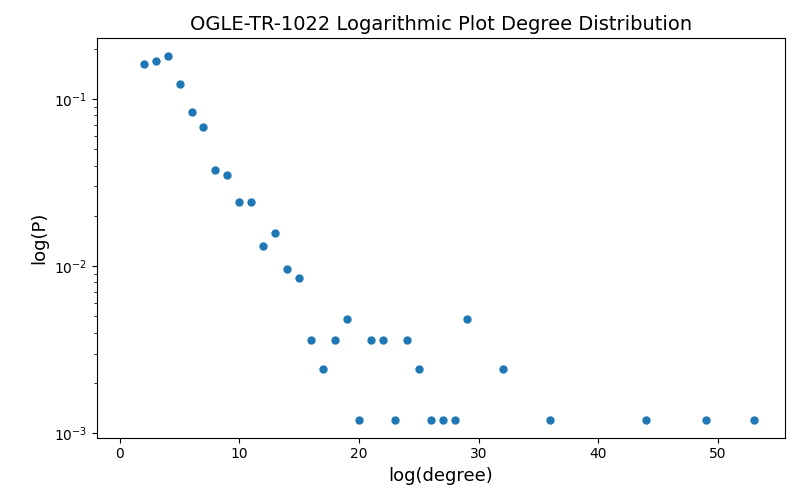 OGLE-TR-1022 Logarithmic Plot Degree Distribution
log(P)
10⁻¹
10⁻²
10⁻³
0 10 20 30 40 50
log(degree)